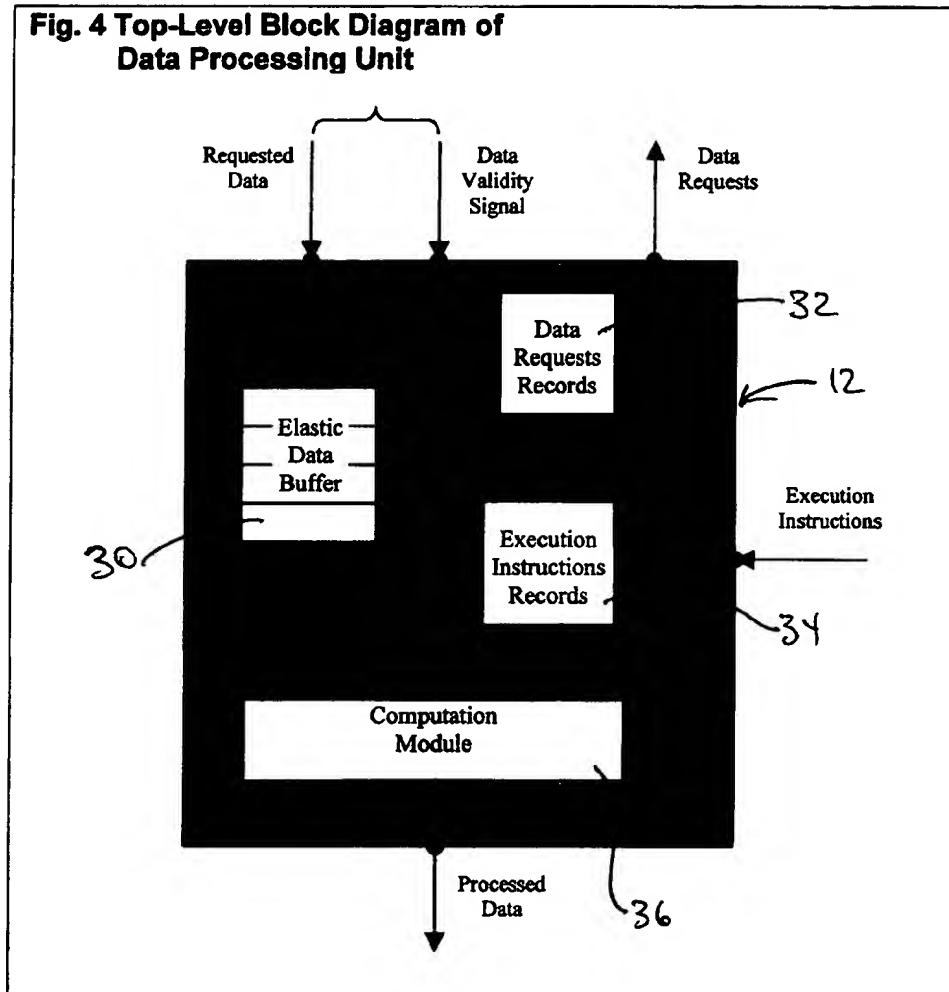 Fig. 4 Top-Level Block Diagram of
Data Processing Unit
Requested
Data
Data
Validity
Signal
Data
Requests
Data
Requests
Records
32
12
Elastic
Data
Buffer
30
Execution
Instructions
Execution
Instructions
Records
34
Computation
Module
36
Processed
Data